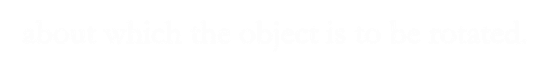 about which the object is to be rotated.